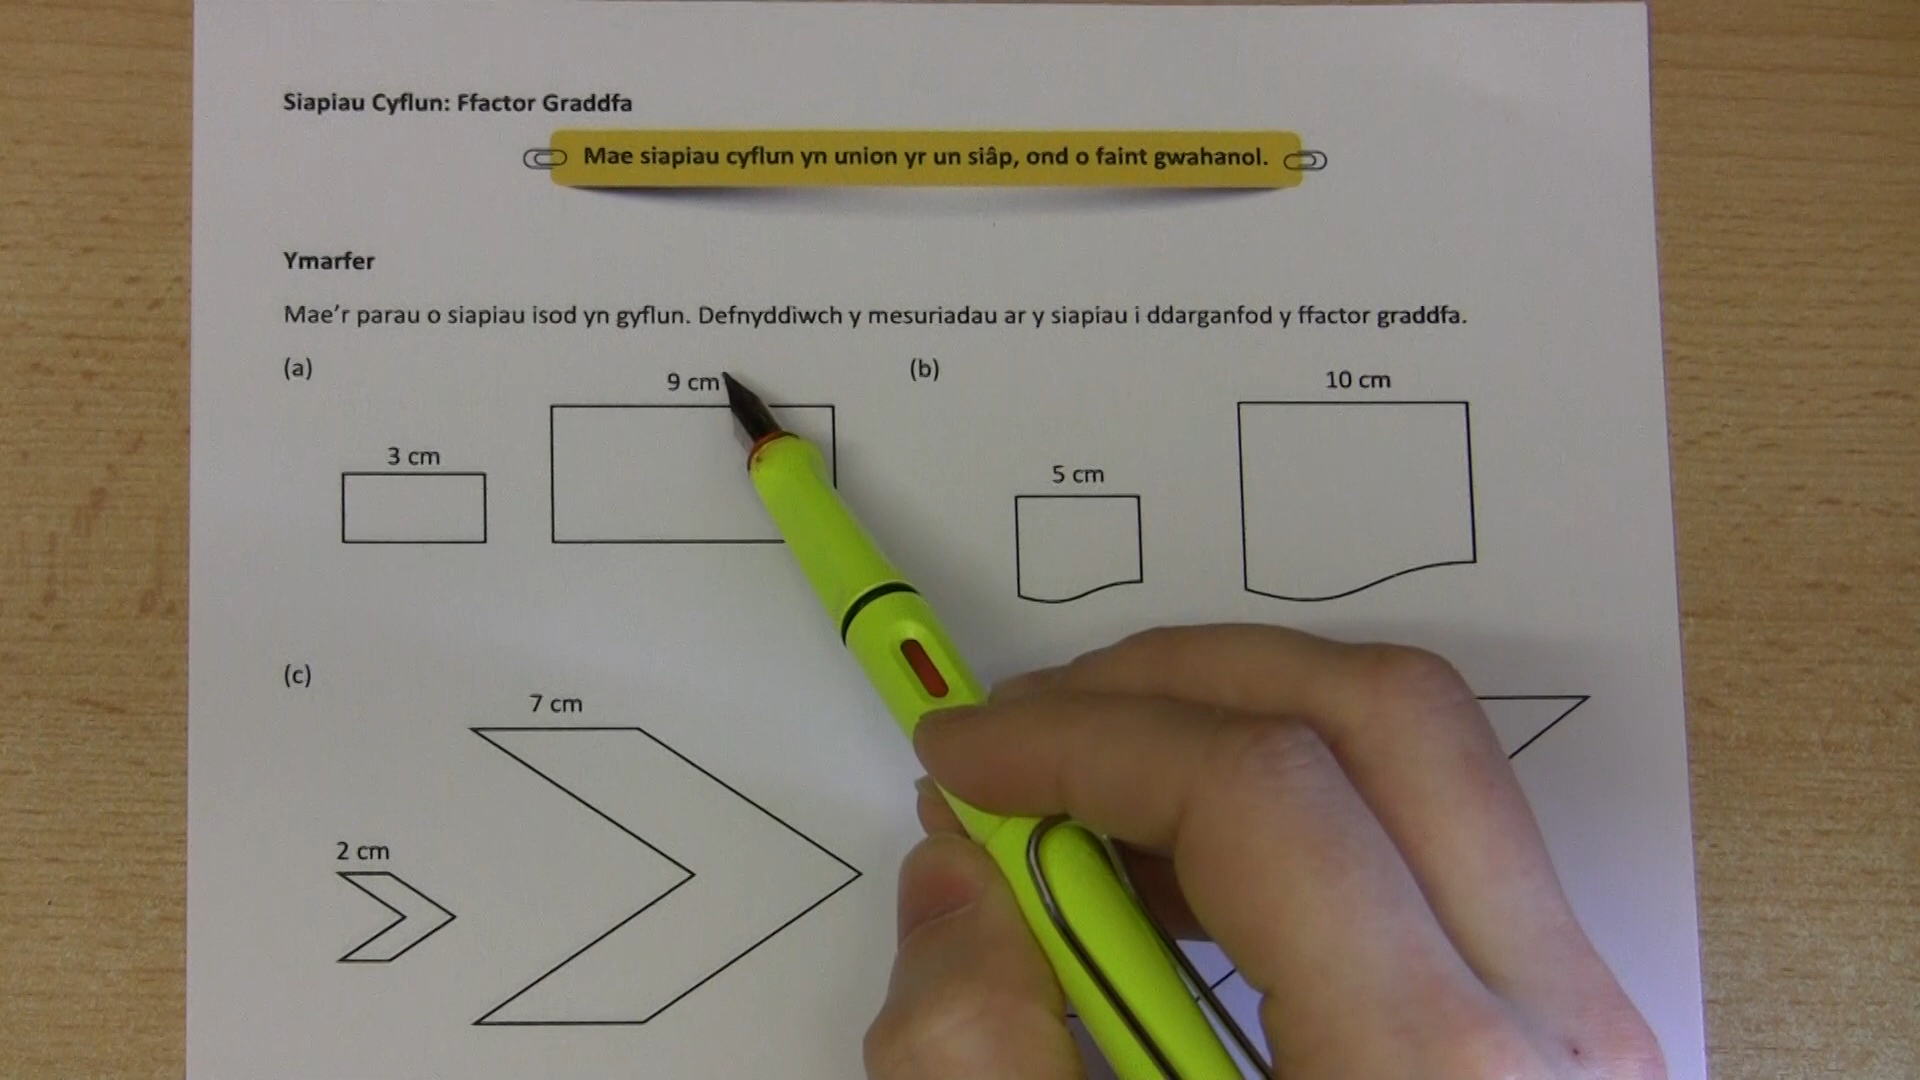 Siapiau Cyflun: Ffactor Graddfa
Mae siapiau cyflun yn union yr un siâp, ond o faint gwahanol.
Ymarfer
Mae'r parau o siapiau isod yn gyflun. Defnyddiwch y mesuriadau ar y siapiau i ddarganfod y ffactor graddfa.
(a)
9 cm
3 cm
(b)
10 cm
5 cm
(c)
7 cm
2 cm